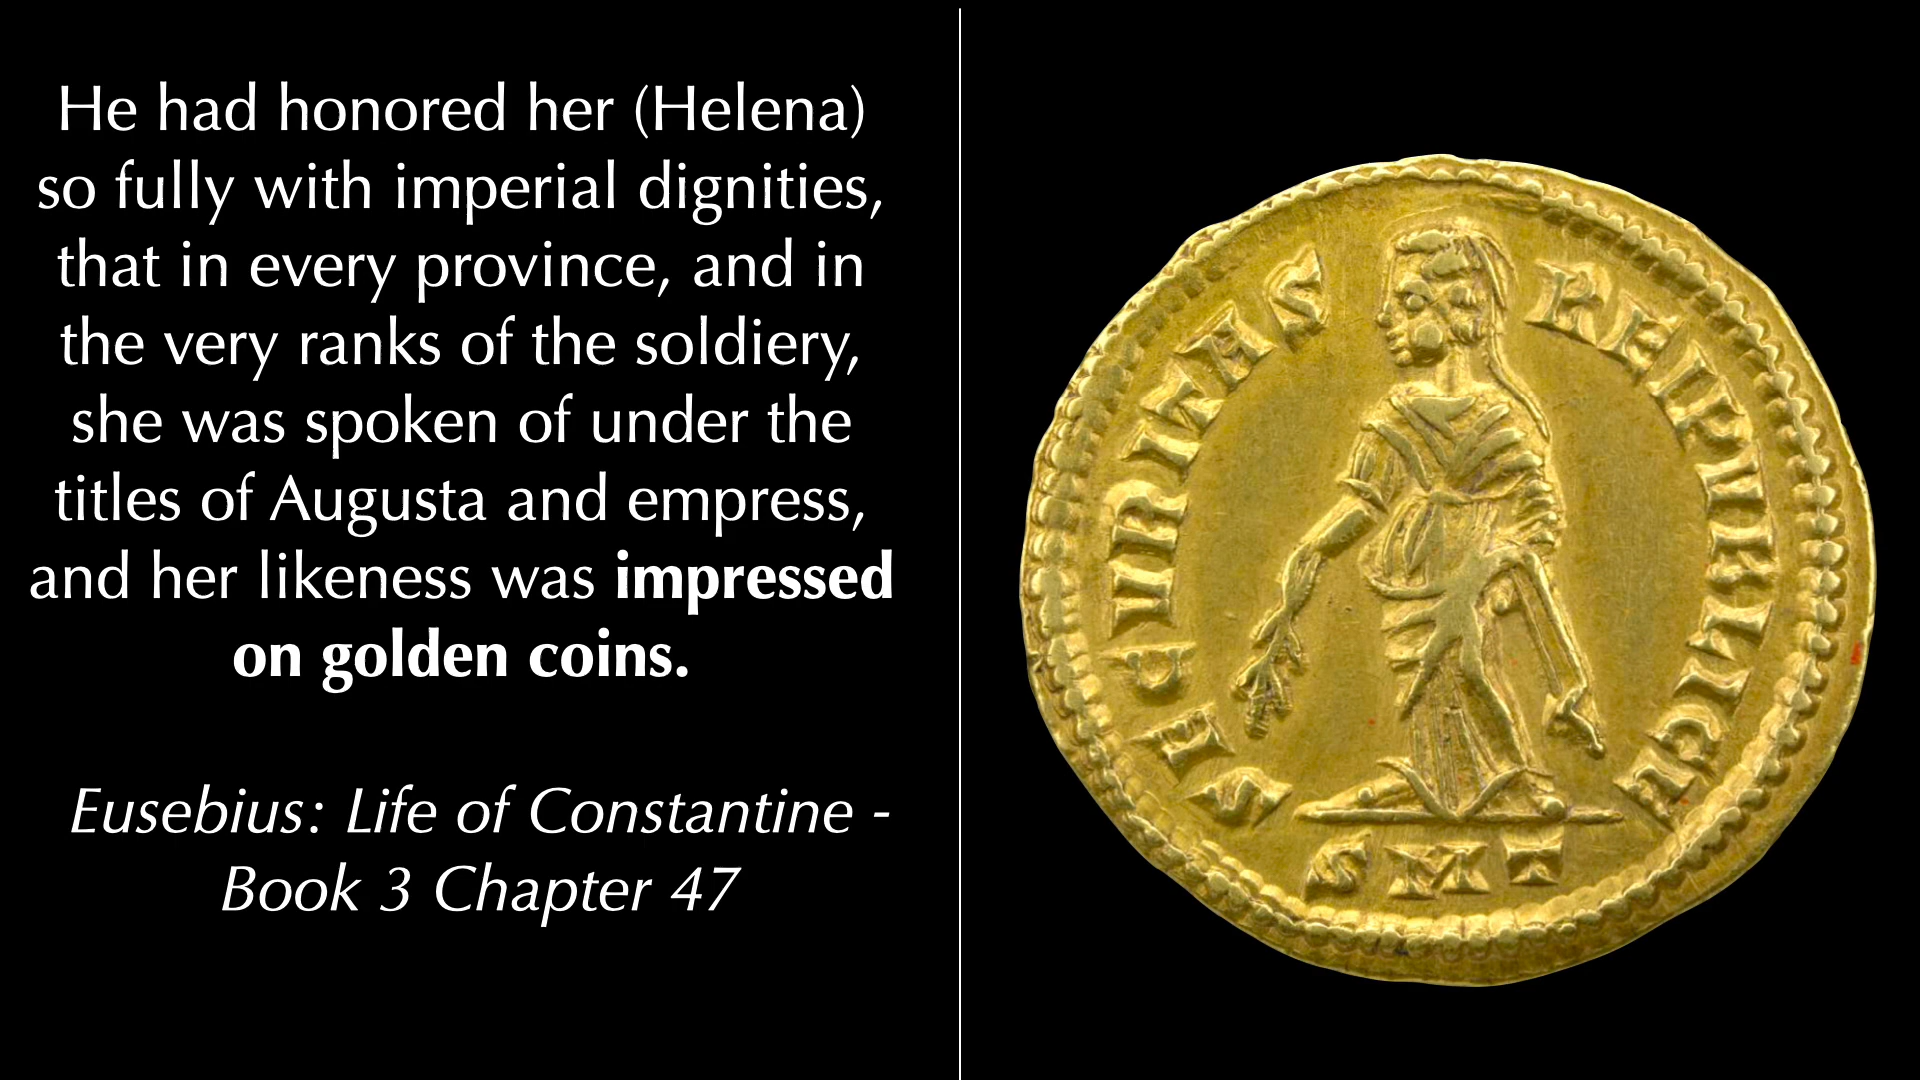 He had honored her (Helena)
so fully with imperial dignities,
that in every province, and in
the very ranks of the soldiery,
she was spoken of under the
titles of Augusta and empress,
and her likeness was impressed
on golden coins.
Eusebius: Life of Constantine -
Book 3 Chapter 47
SECVRITAS REIPVBLICE
SMT